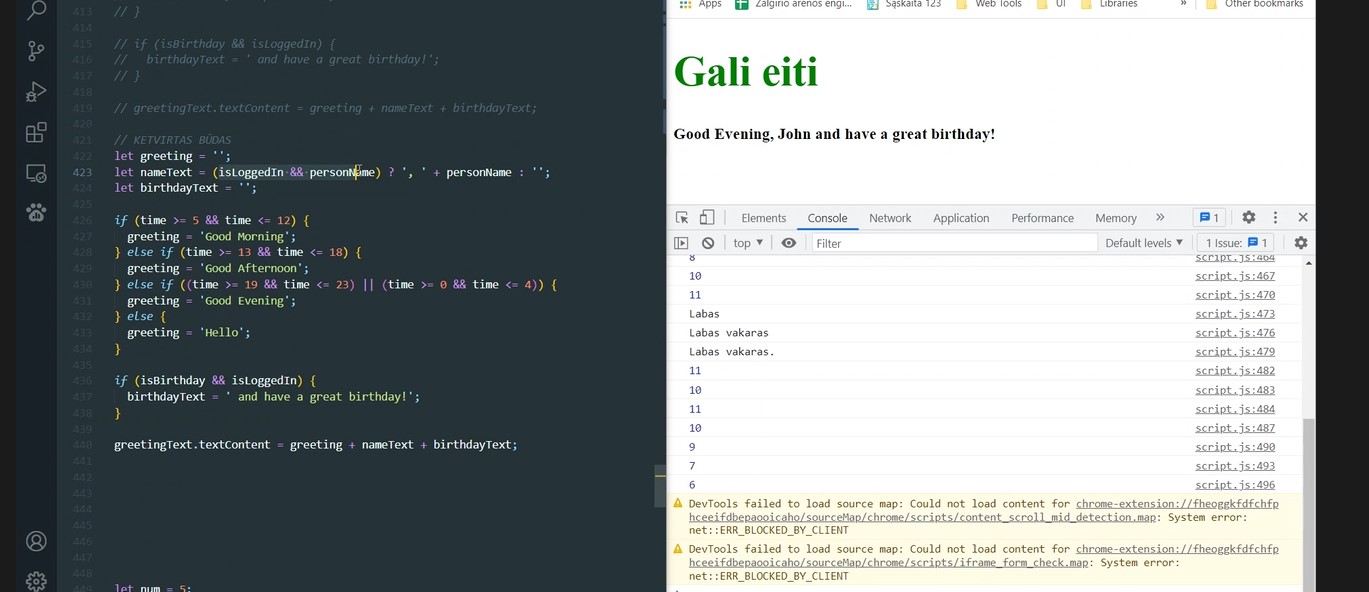 413 // }
414
415 // if (isBirthday && isLoggedIn) {
416 //   birthdayText = ' and have a great birthday!';
417 // }
418
419 // greetingText.textContent = greeting + nameText + birthdayText;
420
421 // KETVIRTAS BŪDAS
422 let greeting = '';
423 let nameText = (isLoggedIn && personName) ? ', ' + personName : '';
424 let birthdayText = '';
425
426 if (time >= 5 && time <= 12) {
427   greeting = 'Good Morning';
428 } else if (time >= 13 && time <= 18) {
429   greeting = 'Good Afternoon';
430 } else if ((time >= 19 && time <= 23) || (time >= 0 && time <= 4)) {
431   greeting = 'Good Evening';
432 } else {
433   greeting = 'Hello';
434 }
435
436 if (isBirthday && isLoggedIn) {
437   birthdayText = ' and have a great birthday!';
438 }
439
440 greetingText.textContent = greeting + nameText + birthdayText;
441
442
443
444
445
446
447
448
449 let num = 5;
Apps Žalgirio arenos engi... Sąskaita 123 Web Tools UI Libraries » Other bookmarks
Gali eiti
Good Evening, John and have a great birthday!
Elements Console Network Application Performance Memory » 1
top Filter Default levels 1 Issue: 1
8 script.js:464
10 script.js:467
11 script.js:470
Labas script.js:473
Labas vakaras script.js:476
Labas vakaras. script.js:479
11 script.js:482
10 script.js:483
11 script.js:484
10 script.js:487
9 script.js:490
7 script.js:493
6 script.js:496
DevTools failed to load source map: Could not load content for chrome-extension://fheoggkfdfchfp
hceeifdbepaooicaho/sourceMap/chrome/scripts/content_scroll_mid_detection.map: System error:
net::ERR_BLOCKED_BY_CLIENT
DevTools failed to load source map: Could not load content for chrome-extension://fheoggkfdfchfp
hceeifdbepaooicaho/sourceMap/chrome/scripts/iframe_form_check.map: System error:
net::ERR_BLOCKED_BY_CLIENT